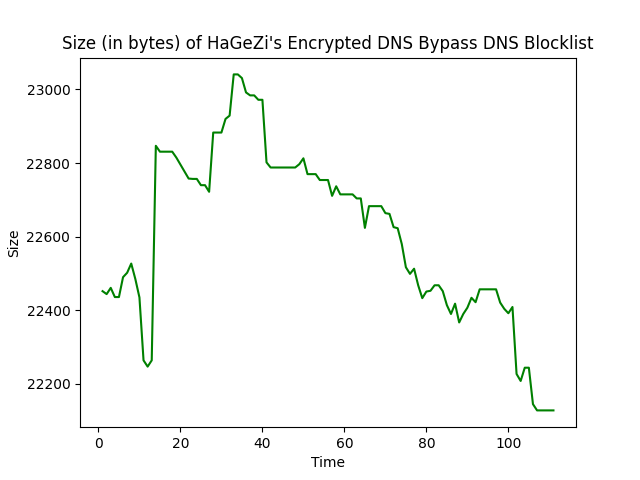 Size (in bytes) of HaGeZi's Encrypted DNS Bypass DNS Blocklist
23000
22800
22600
22400
22200
Size
0 20 40 60 80 100
Time